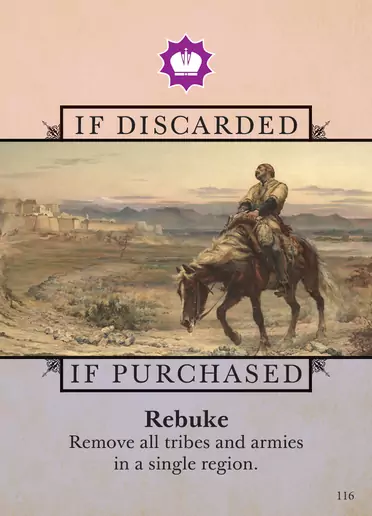 IF DISCARDED
IF PURCHASED
Rebuke
Remove all tribes and armies
in a single region.
116